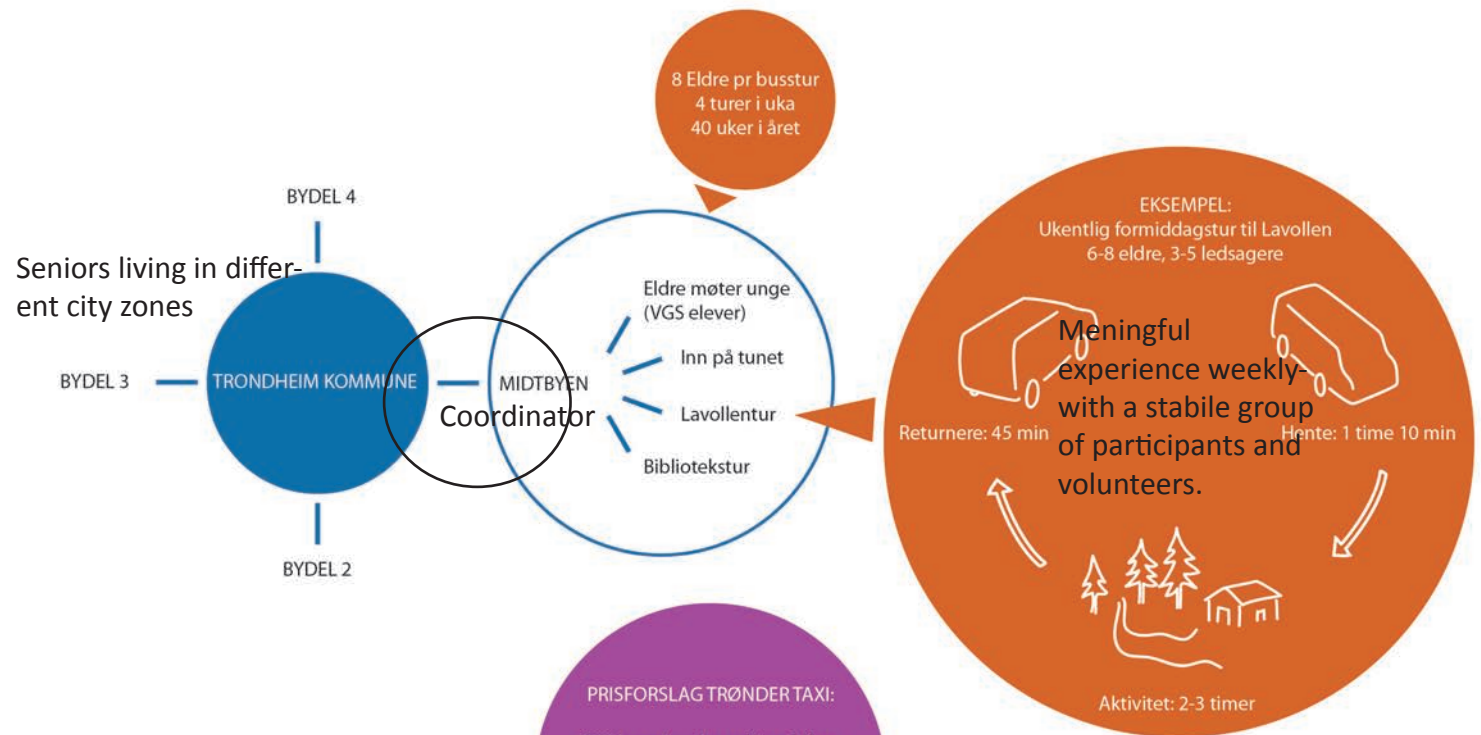 8 Eldre pr busstur
4 turer i uka
40 uker i året
BYDEL 4
Seniors living in differ-
ent city zones
BYDEL 3
TRONDHEIM KOMMUNE
BYDEL 2
MIDTBYEN
Coordinator
Eldre møter unge
(VGS elever)
Inn på tunet
Lavollentur
Bibliotekstur
EKSEMPEL:
Ukentlig formiddagstur til Lavollen
6-8 eldre, 3-5 ledsagere
Meningful
experience weekly-
with a stabile group
of participants and
volunteers.
Returnere: 45 min
Hente: 1 time 10 min
Aktivitet: 2-3 timer
PRISFORSLAG TRØNDER TAXI: